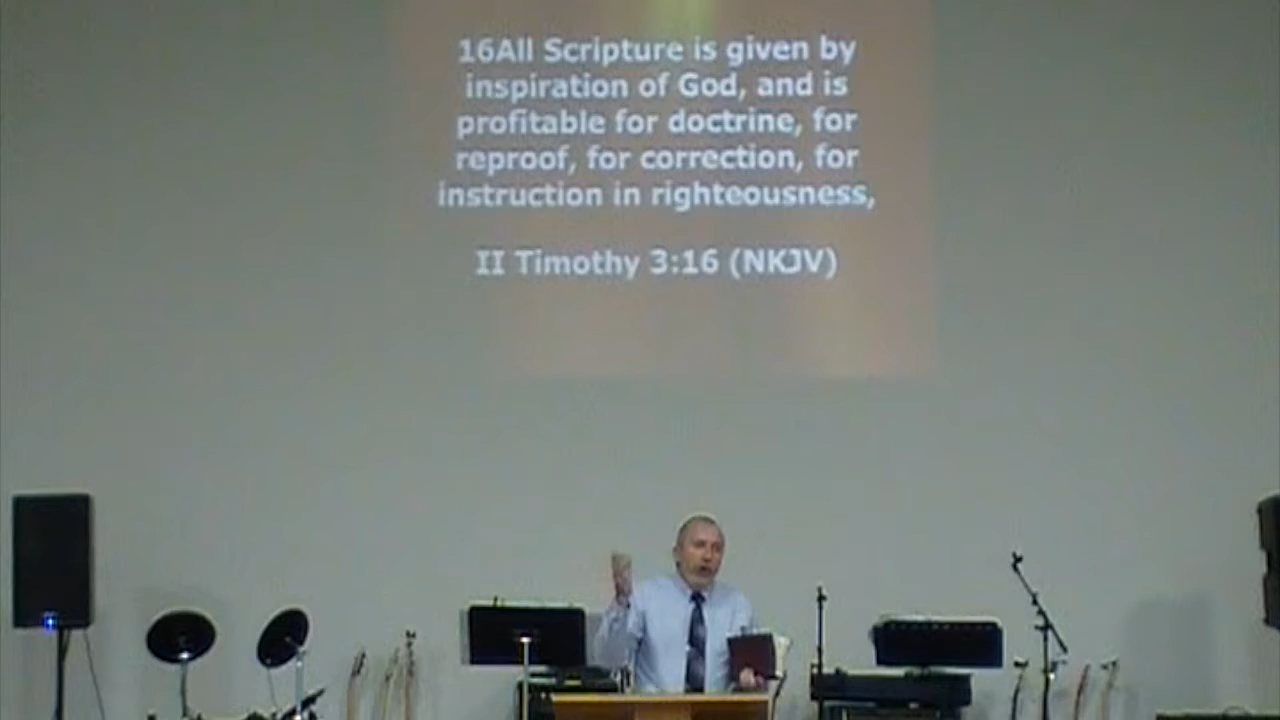 16All Scripture is given by
inspiration of God, and is
profitable for doctrine, for
reproof, for correction, for
instruction in righteousness,
II Timothy 3:16 (NKJV)